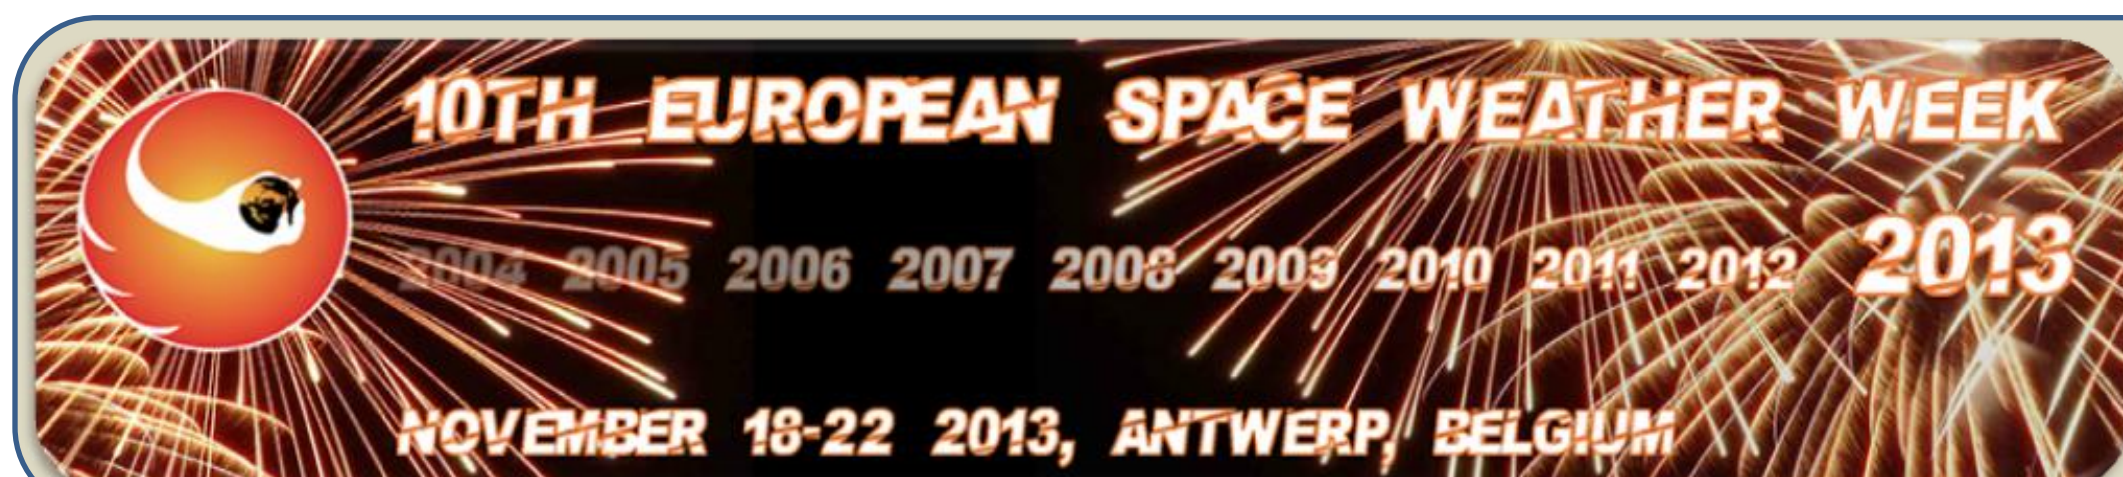 10TH EUROPEAN SPACE WEATHER WEEK
2004 2005 2006 2007 2008 2009 2010 2011 2012 2013
NOVEMBER 18-22 2013, ANTWERP, BELGIUM